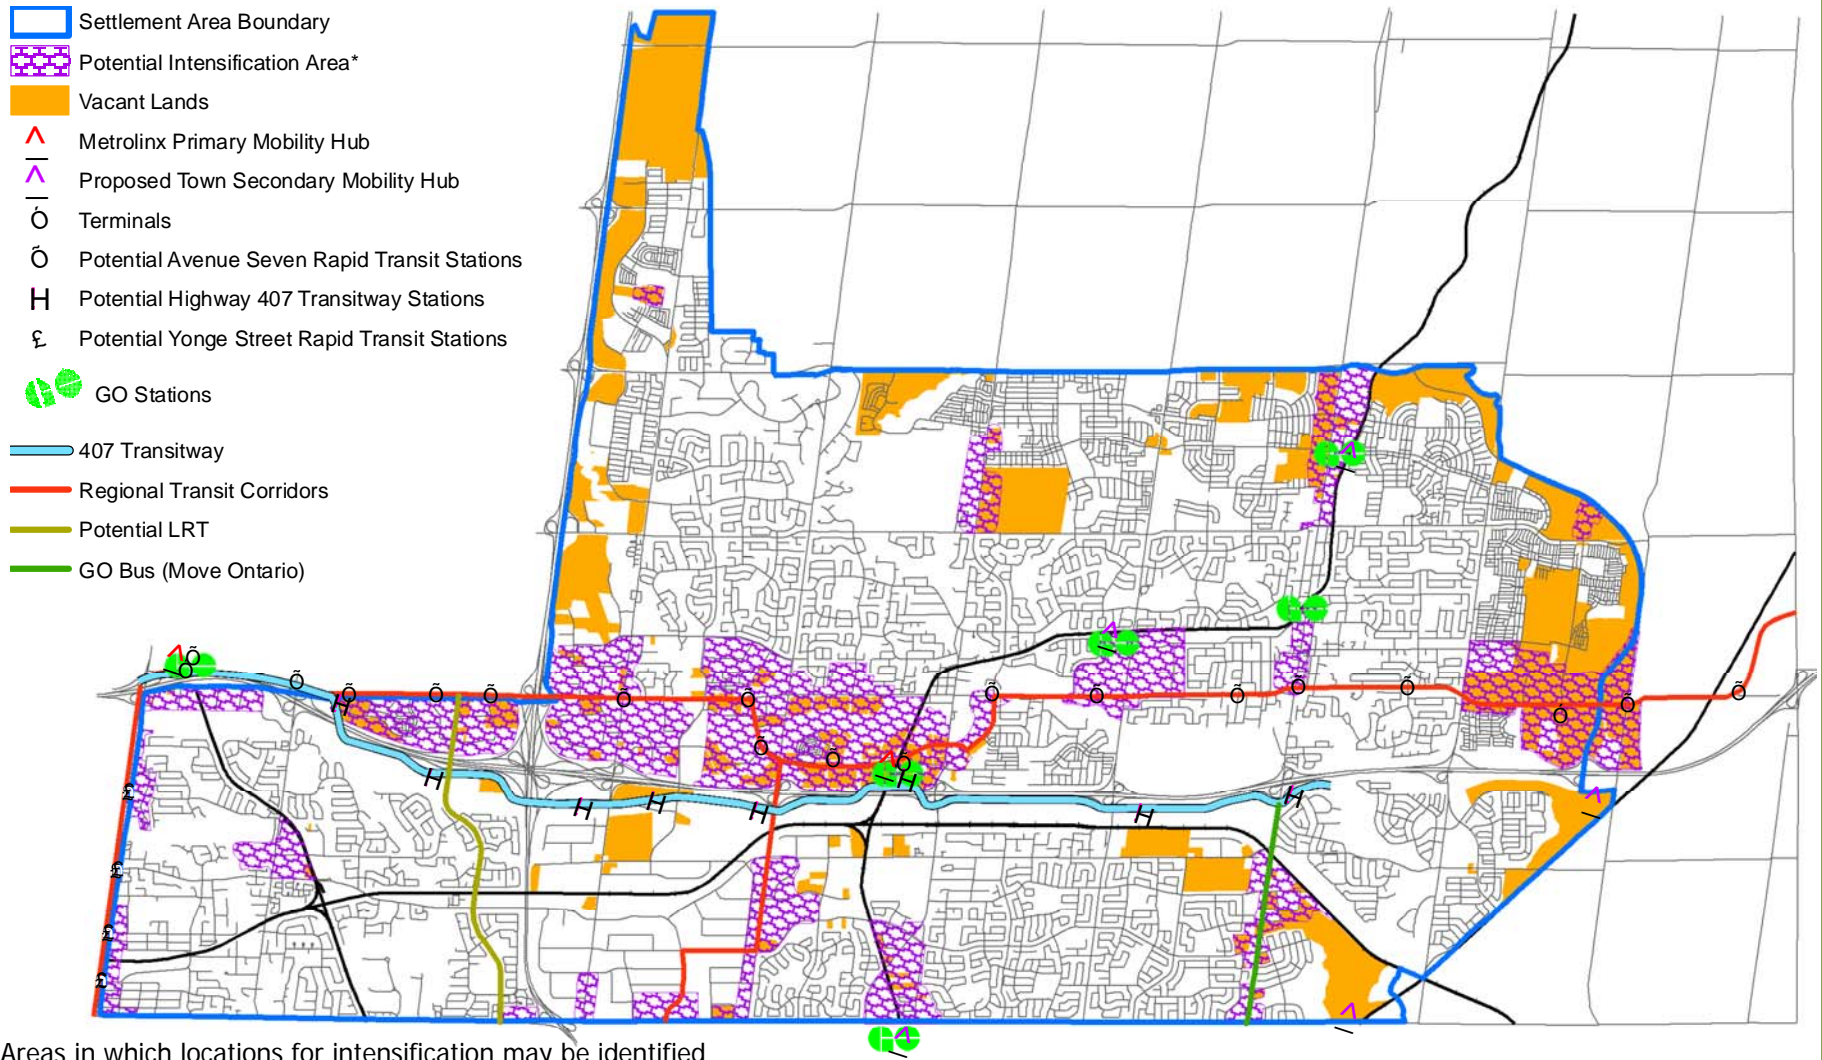 Settlement Area Boundary
Potential Intensification Area*
Vacant Lands
Metrolinx Primary Mobility Hub
Proposed Town Secondary Mobility Hub
Ó Terminals
Õ Potential Avenue Seven Rapid Transit Stations
H Potential Highway 407 Transitway Stations
£ Potential Yonge Street Rapid Transit Stations
GO Stations
407 Transitway
Regional Transit Corridors
Potential LRT
GO Bus (Move Ontario)
Areas in which locations for intensification may be identified